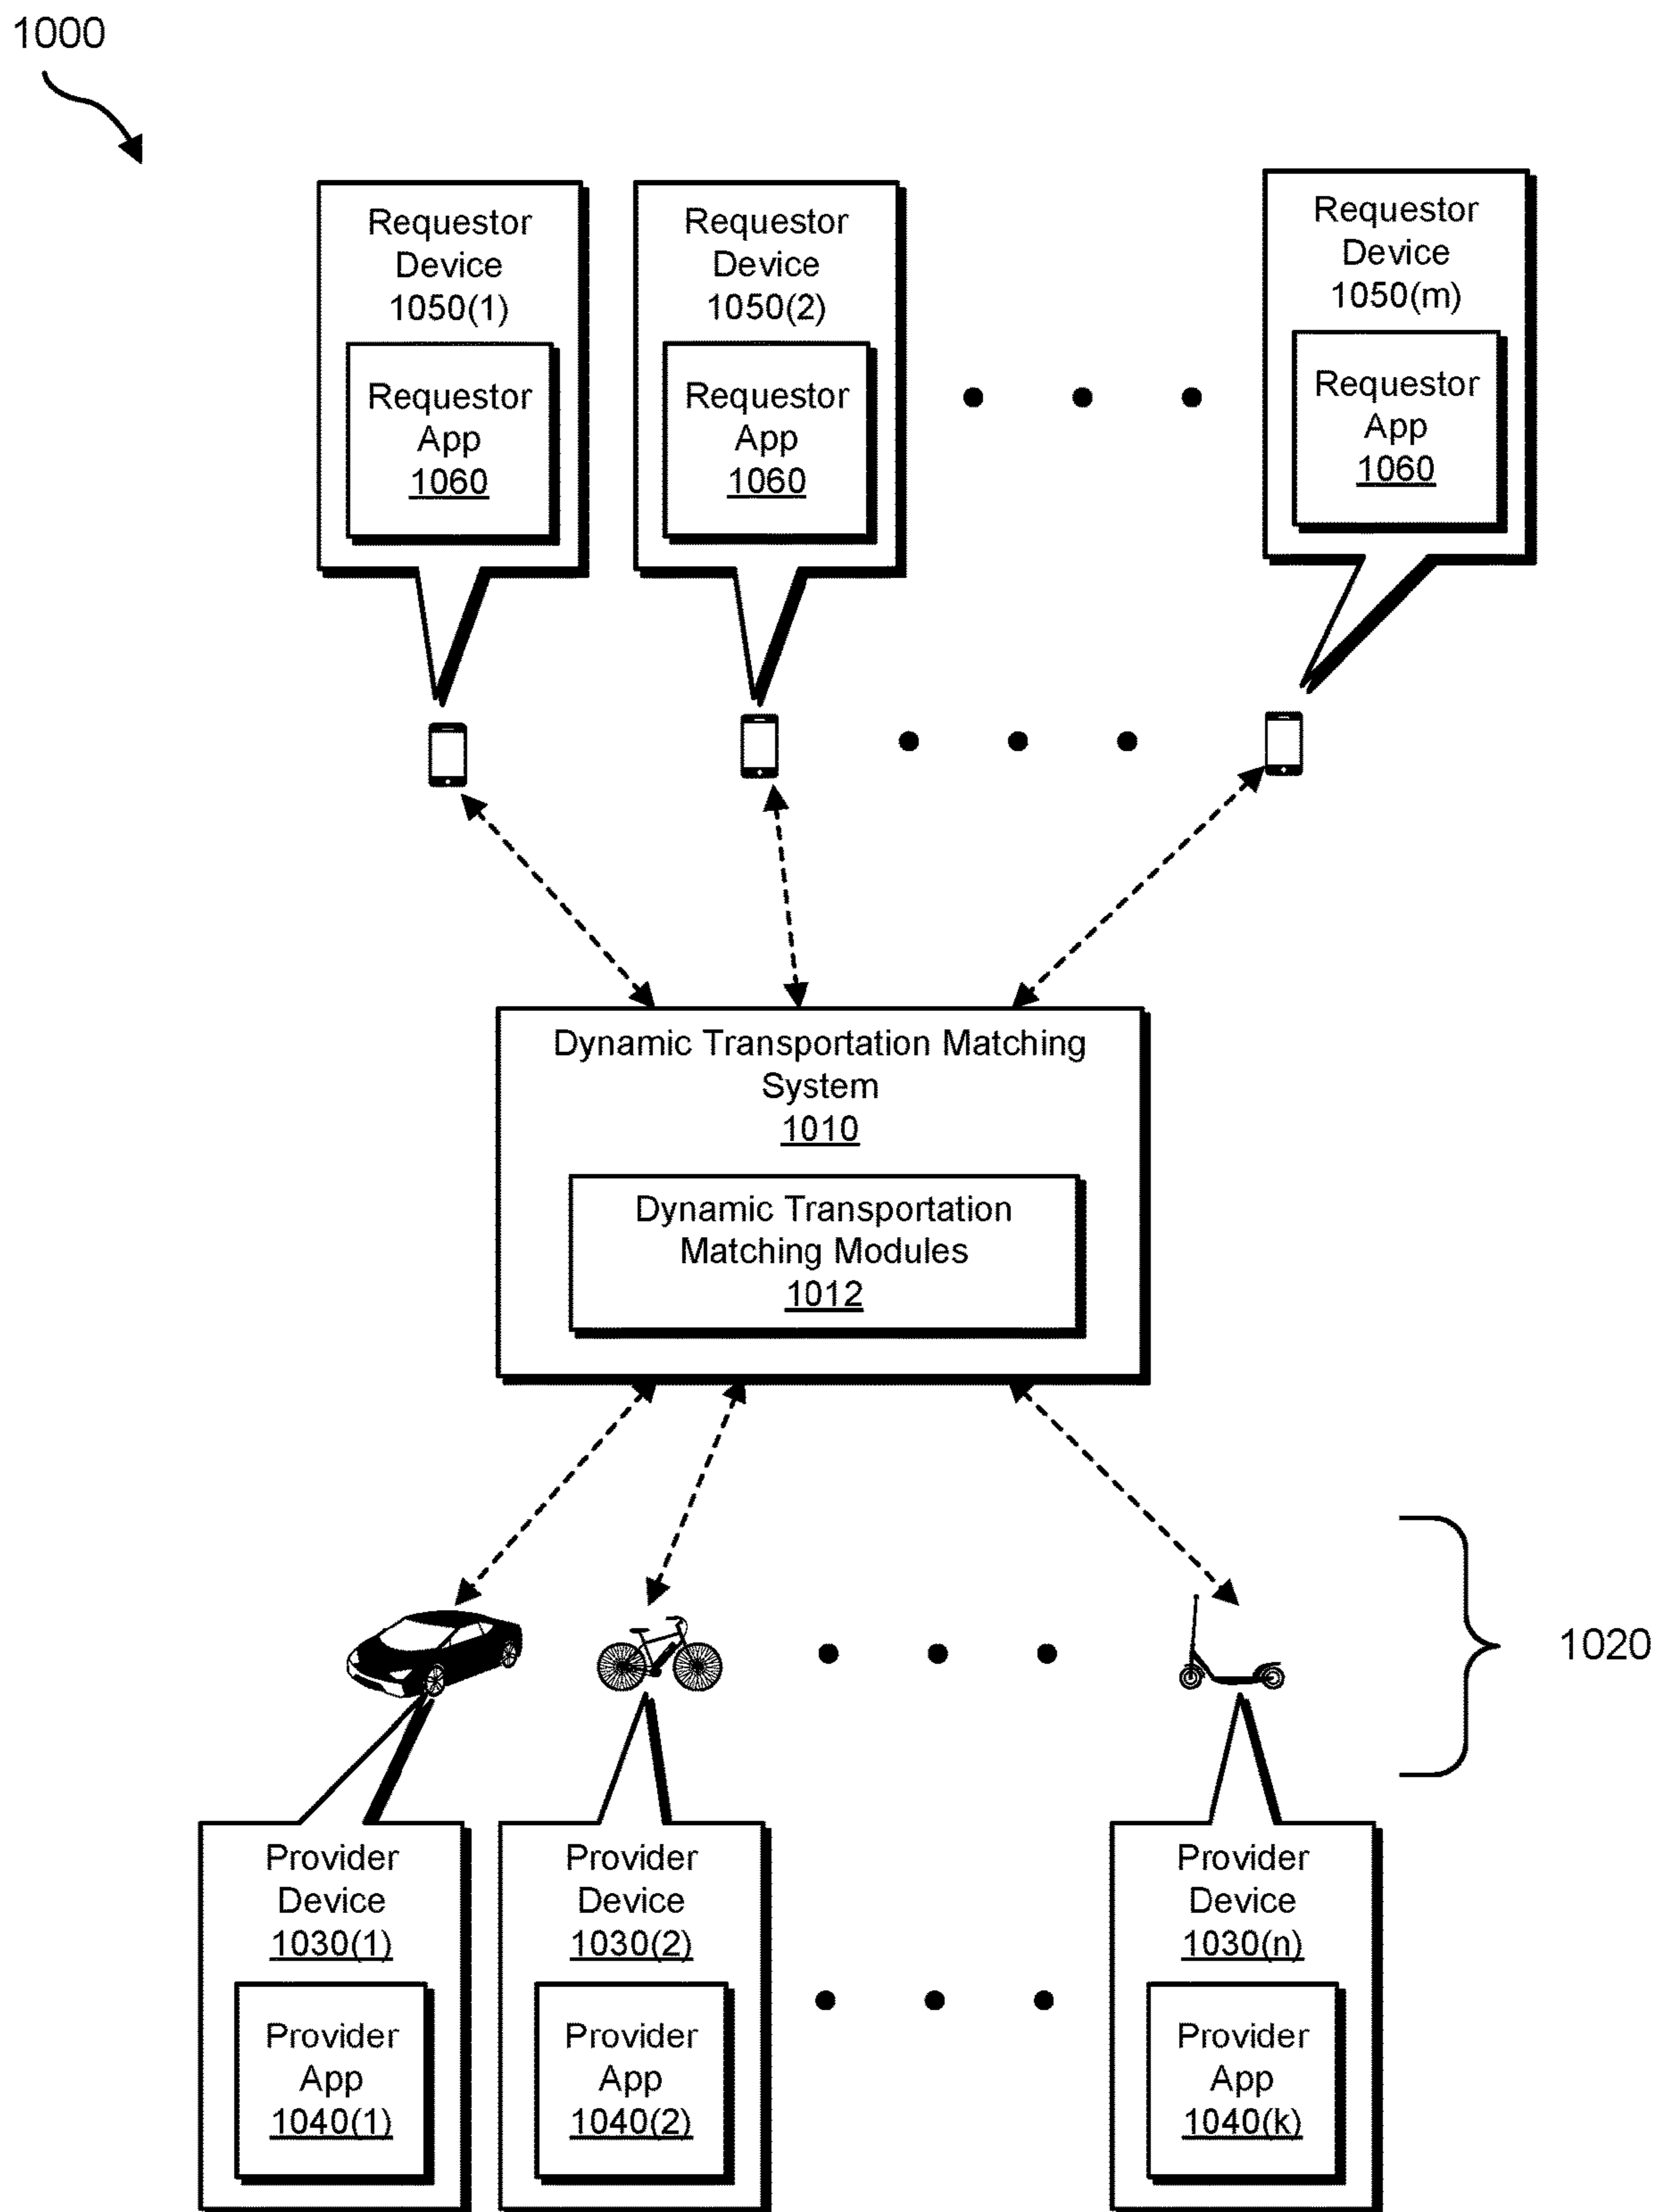 1000
Requestor
Device
1050(1)
Requestor
App
1060
Requestor
Device
1050(2)
Requestor
App
1060
Requestor
Device
1050(m)
Requestor
App
1060
Dynamic Transportation Matching
System
1010
Dynamic Transportation
Matching Modules
1012
1020
Provider
Device
1030(1)
Provider
App
1040(1)
Provider
Device
1030(2)
Provider
App
1040(2)
Provider
Device
1030(n)
Provider
App
1040(k)